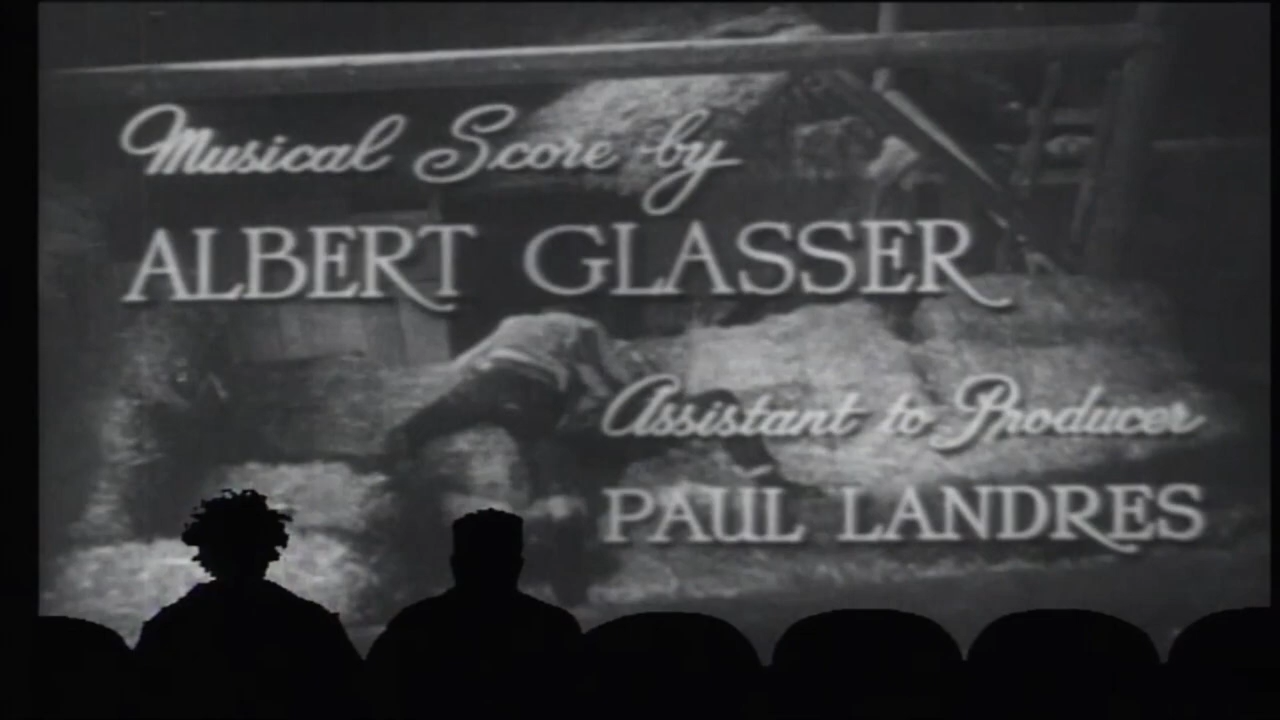 Musical Score by
ALBERT GLASSER
Assistant to Producer
PAUL LANDRES